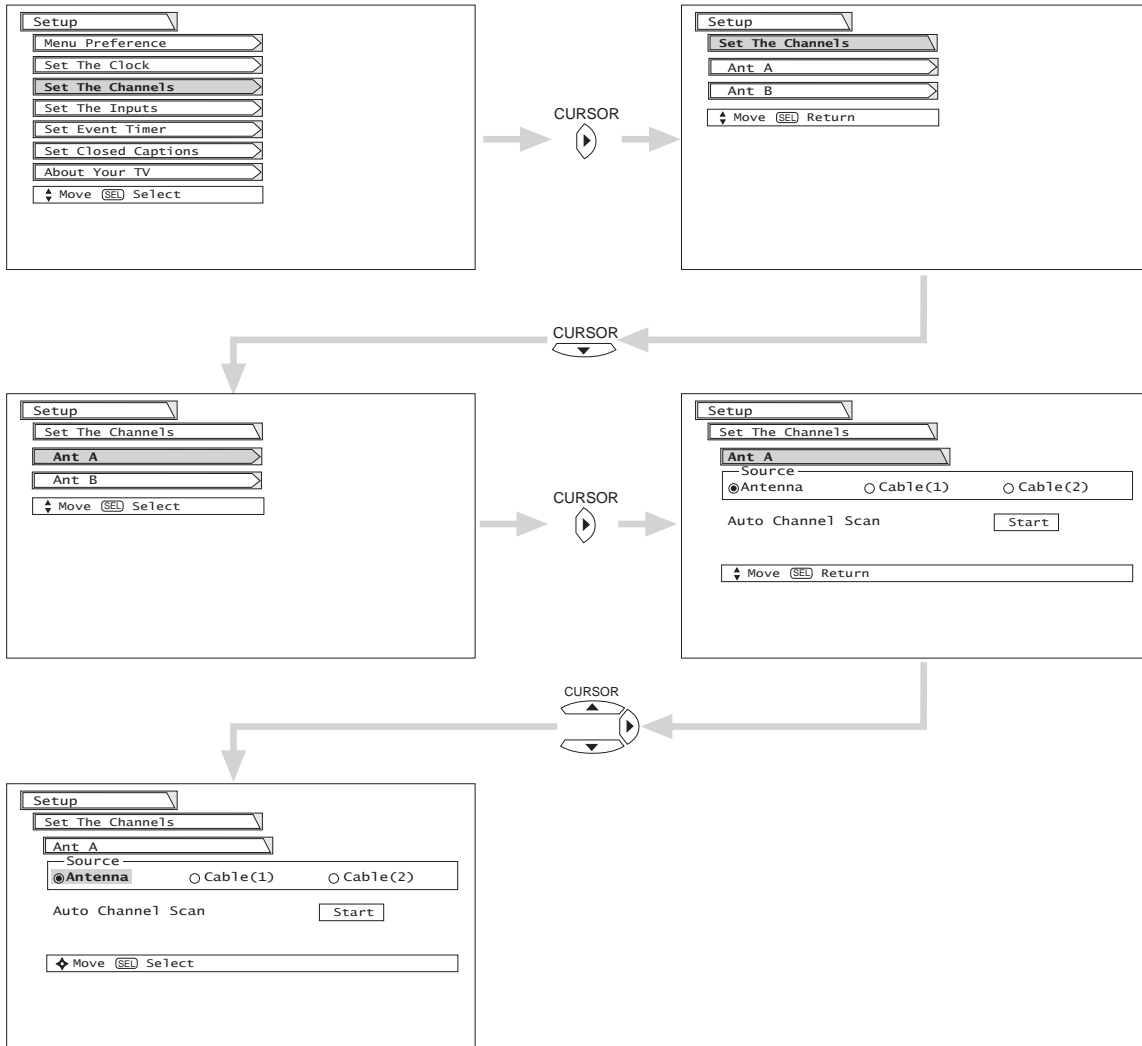 Setup
Menu Preference
Set The Clock
Set The Channels
Set The Inputs
Set Event Timer
Set Closed Captions
About Your TV
Move SEL Select
CURSOR
Setup
Set The Channels
Ant A
Ant B
Move SEL Return
CURSOR
Setup
Set The Channels
Ant A
Ant B
Move SEL Select
CURSOR
Setup
Set The Channels
Ant A
Source
Antenna Cable(1) Cable(2)
Auto Channel Scan Start
Move SEL Return
CURSOR
Setup
Set The Channels
Ant A
Source
Antenna Cable(1) Cable(2)
Auto Channel Scan Start
Move SEL Select